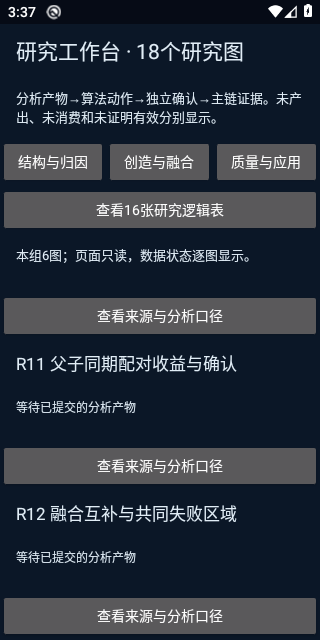 3:37
研究工作台 · 18个研究图
分析产物→算法动作→独立确认→主链证据。未产
出、未消费和未证明有效分别显示。
结构与归因 创造与融合 质量与应用
查看16张研究逻辑表
本组6图；页面只读，数据状态逐图显示。
查看来源与分析口径
R11 父子同期配对收益与确认
等待已提交的分析产物
查看来源与分析口径
R12 融合互补与共同失败区域
等待已提交的分析产物
查看来源与分析口径